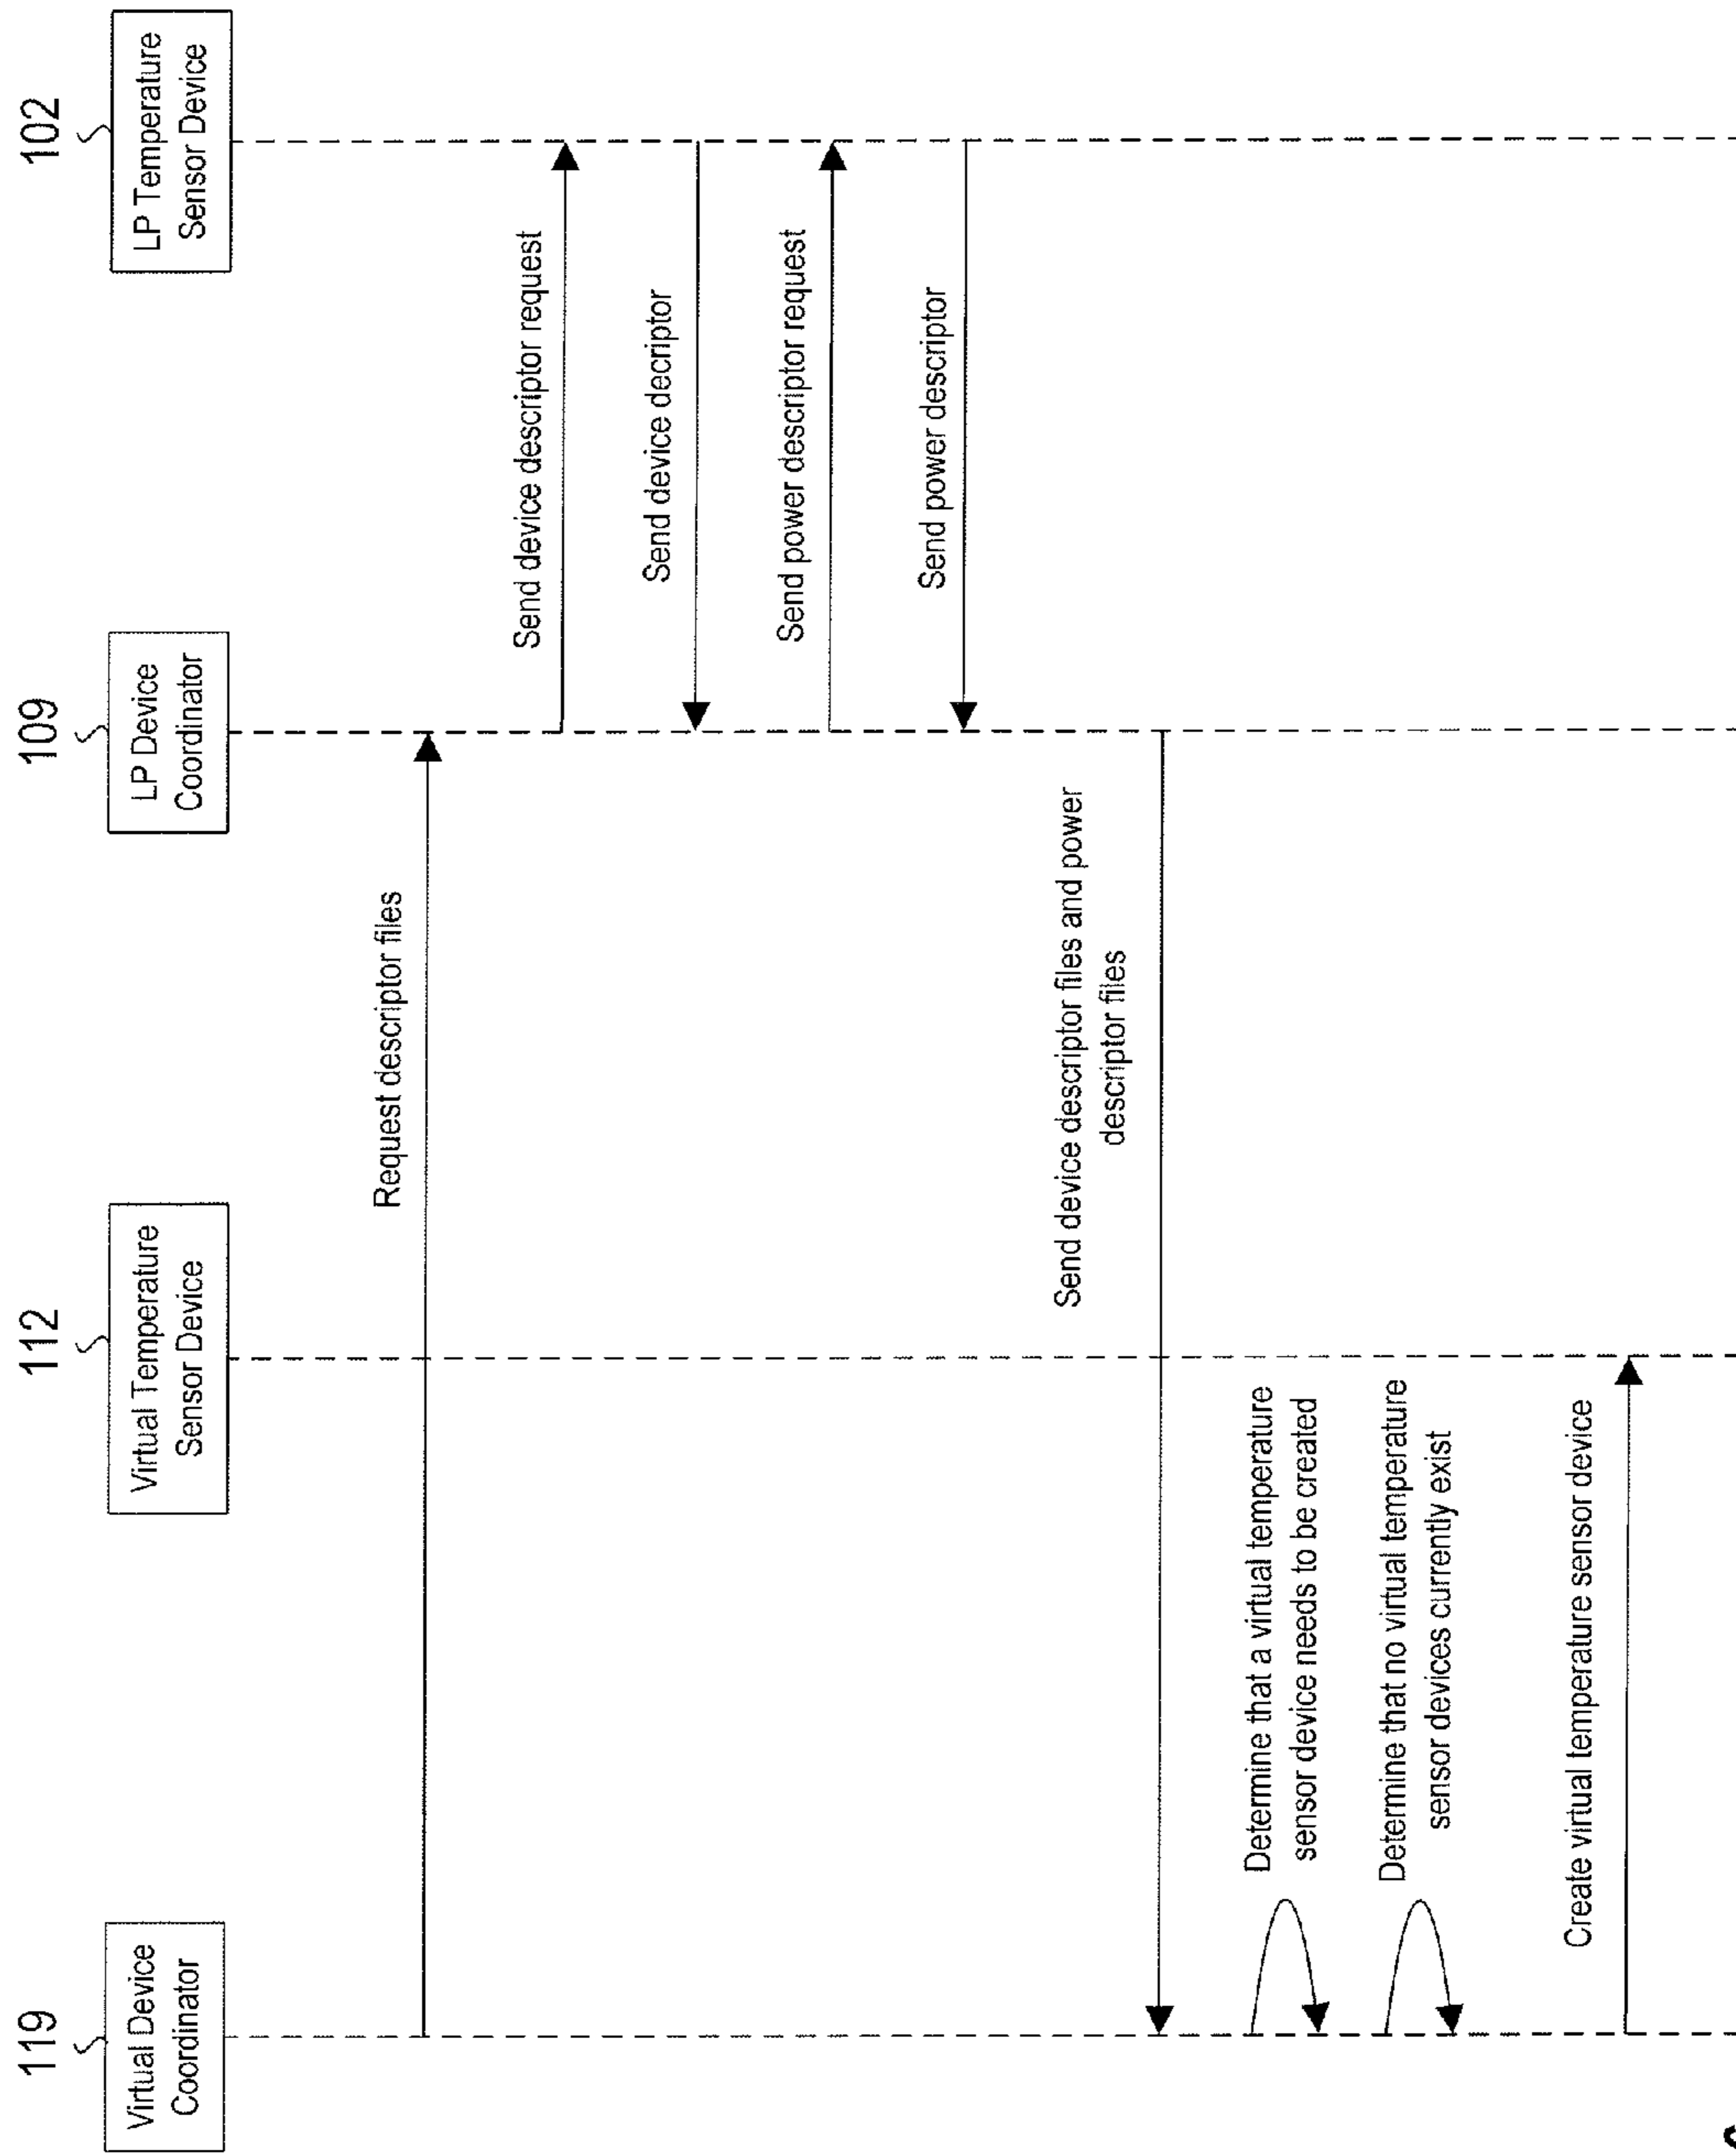 119
Virtual Device
Coordinator
112
Virtual Temperature
Sensor Device
109
LP Device
Coordinator
102
LP Temperature
Sensor Device
Request descriptor files
Send device descriptor request
Send device decriptor
Send power descriptor request
Send power descriptor
Send device descriptor files and power
descriptor files
Determine that a virtual temperature
sensor device needs to be created
Determine that no virtual temperature
sensor devices currently exist
Create virtual temperature sensor device